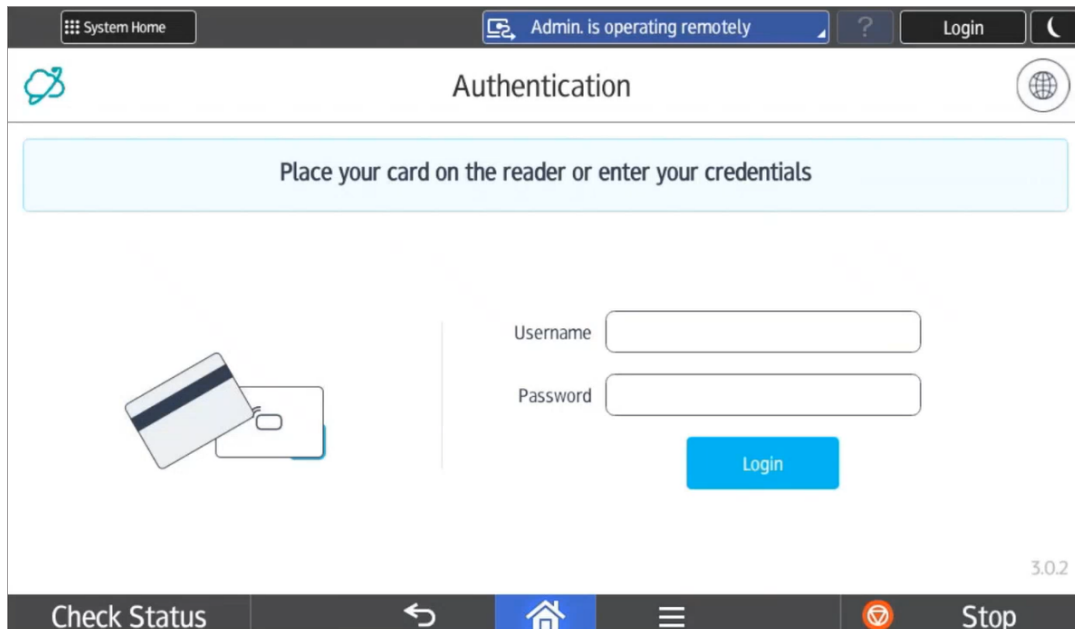 System Home
Admin. is operating remotely
?
Login
Authentication
Place your card on the reader or enter your credentials
Username
Password
Login
3.0.2
Check Status
Stop